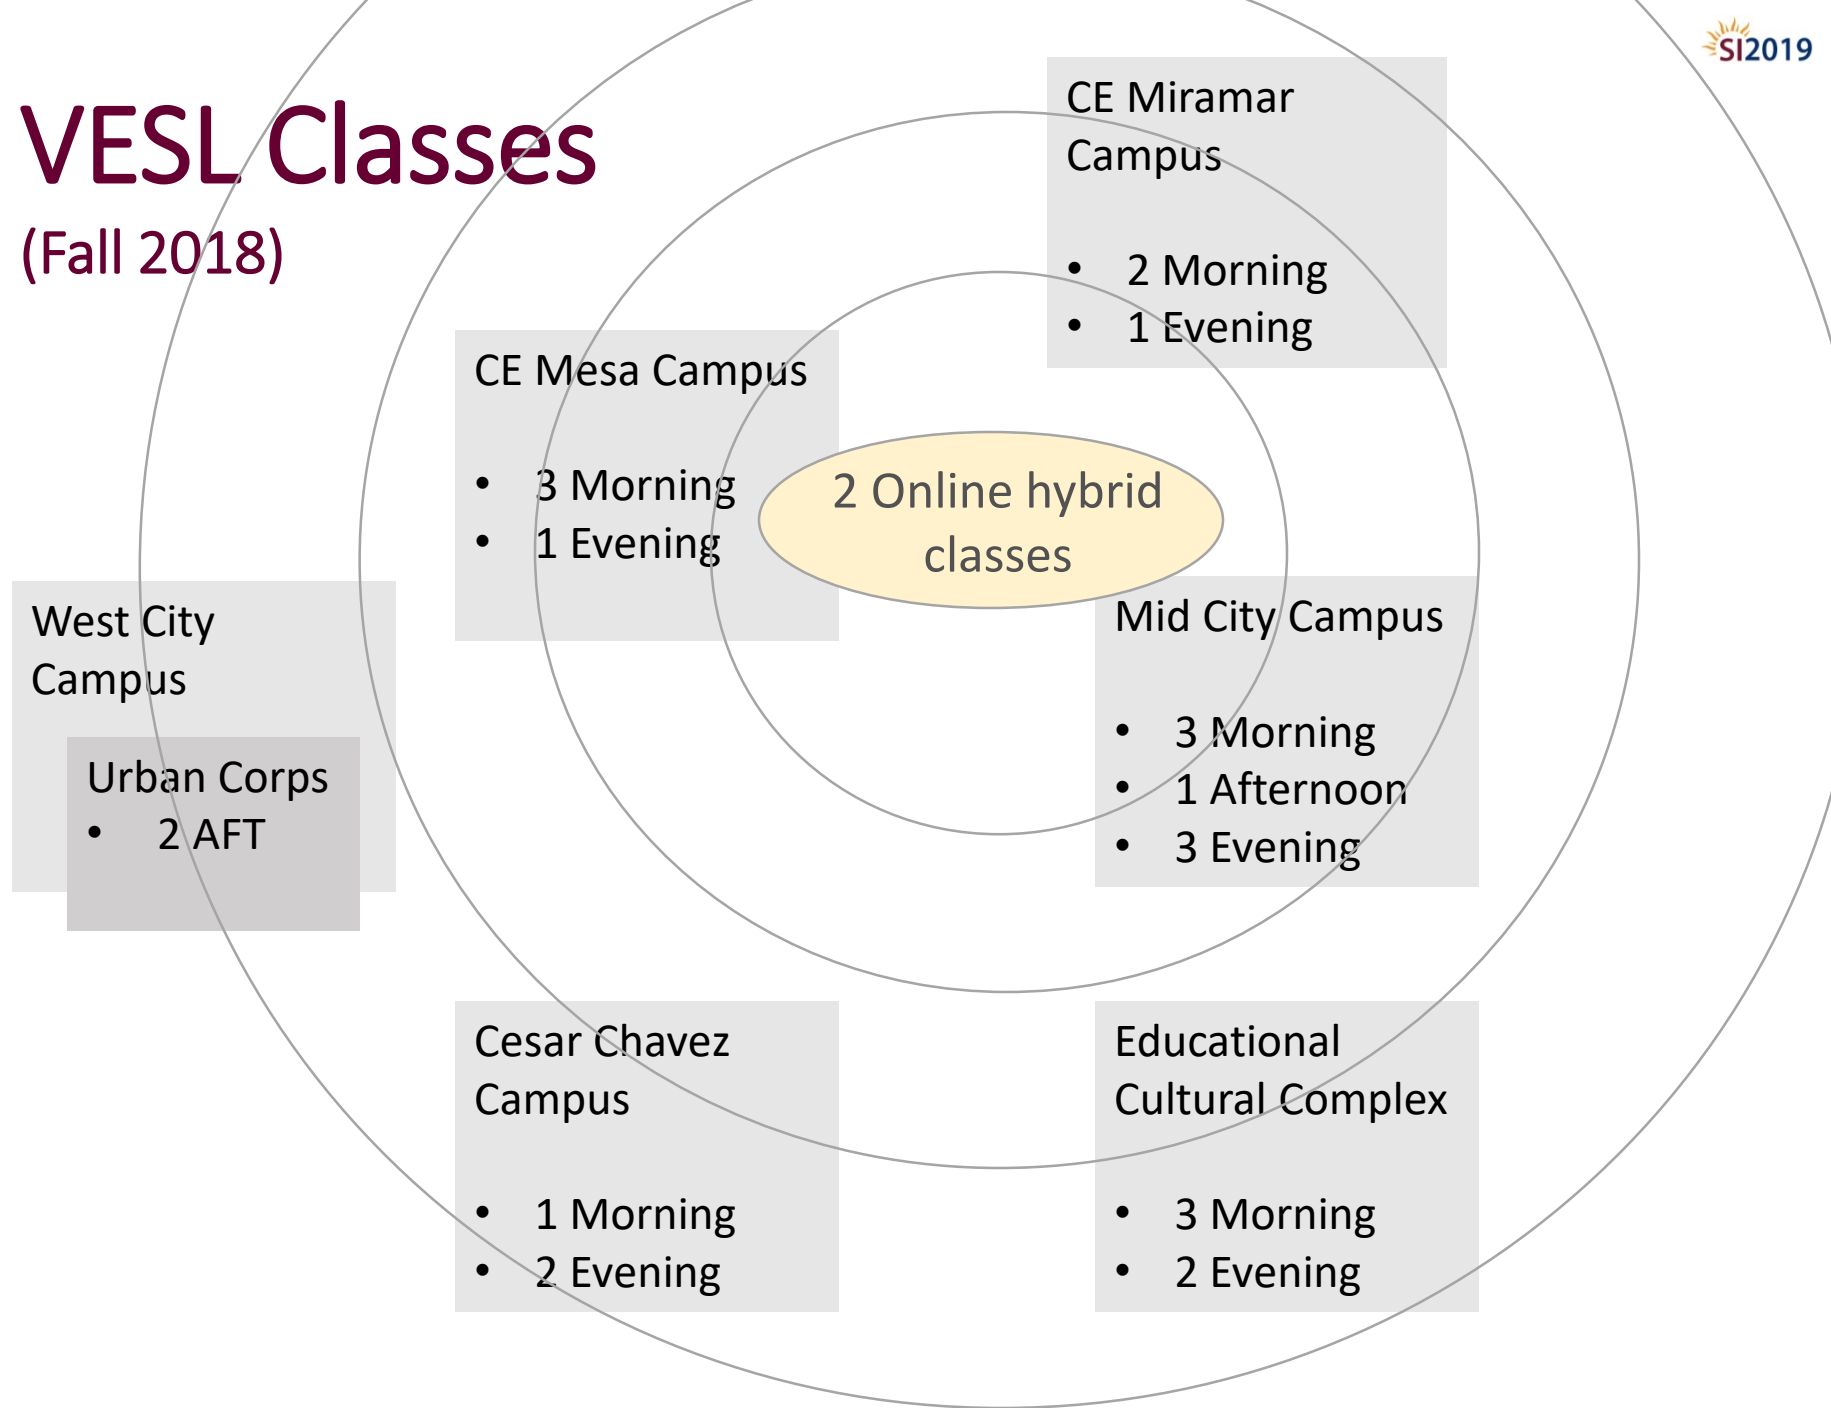 SI2019
VESL Classes
(Fall 2018)
CE Miramar
Campus
• 2 Morning
• 1 Evening
CE Mesa Campus
• 3 Morning
• 1 Evening
2 Online hybrid
classes
West City
Campus
Urban Corps
• 2 AFT
Mid City Campus
• 3 Morning
• 1 Afternoon
• 3 Evening
Cesar Chavez
Campus
• 1 Morning
• 2 Evening
Educational
Cultural Complex
• 3 Morning
• 2 Evening